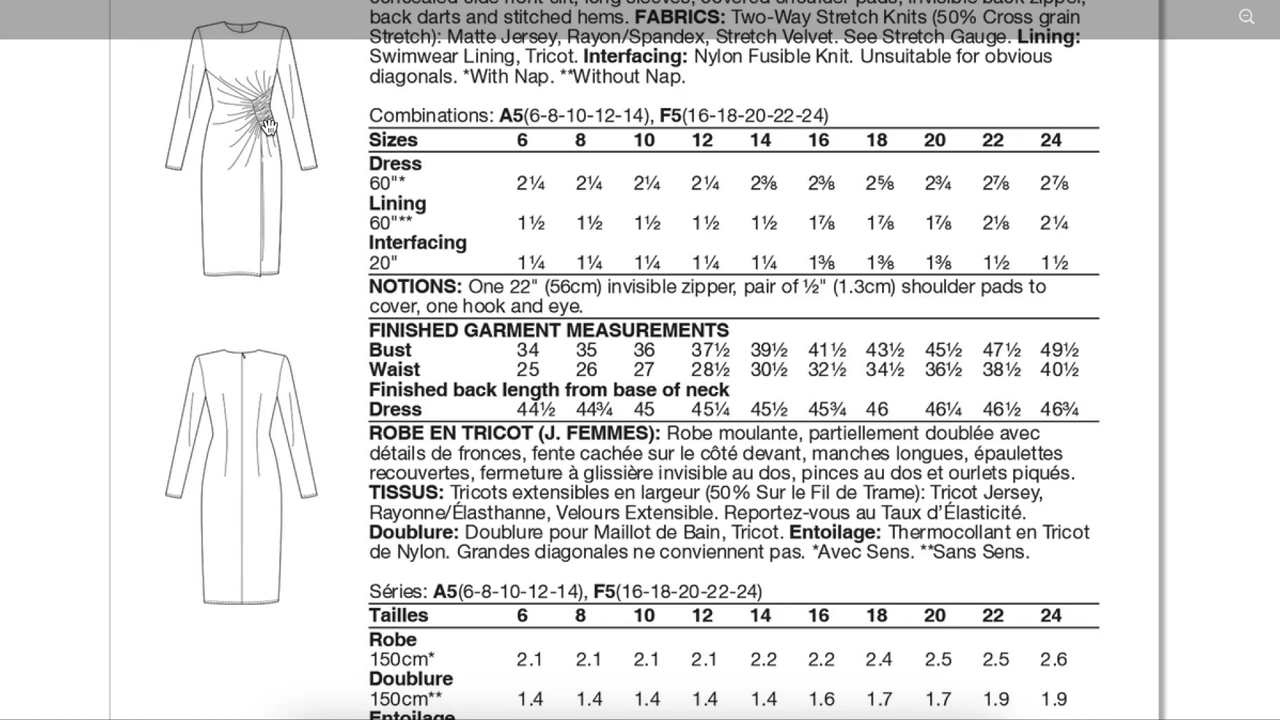 concealed side front slit, long sleeves, covered shoulder pads, invisible back zipper,
back darts and stitched hems. FABRICS: Two-Way Stretch Knits (50% Cross grain
Stretch): Matte Jersey, Rayon/Spandex, Stretch Velvet. See Stretch Gauge. Lining:
Swimwear Lining, Tricot. Interfacing: Nylon Fusible Knit. Unsuitable for obvious
diagonals. *With Nap. **Without Nap.
Combinations: A5(6-8-10-12-14), F5(16-18-20-22-24)
Sizes 6 8 10 12 14 16 18 20 22 24
Dress
60"* 2¼ 2¼ 2¼ 2¼ 2⅜ 2⅜ 2⅝ 2¾ 2⅞ 2⅞
Lining
60"** 1½ 1½ 1½ 1½ 1½ 1⅞ 1⅞ 1⅞ 2⅛ 2¼
Interfacing
20" 1¼ 1¼ 1¼ 1¼ 1¼ 1⅜ 1⅜ 1⅜ 1½ 1½
NOTIONS: One 22" (56cm) invisible zipper, pair of ½" (1.3cm) shoulder pads to
cover, one hook and eye.
FINISHED GARMENT MEASUREMENTS
Bust 34 35 36 37½ 39½ 41½ 43½ 45½ 47½ 49½
Waist 25 26 27 28½ 30½ 32½ 34½ 36½ 38½ 40½
Finished back length from base of neck
Dress 44½ 44¾ 45 45¼ 45½ 45¾ 46 46¼ 46½ 46¾
ROBE EN TRICOT (J. FEMMES): Robe moulante, partiellement doublée avec
détails de fronces, fente cachée sur le côté devant, manches longues, épaulettes
recouvertes, fermeture à glissière invisible au dos, pinces au dos et ourlets piqués.
TISSUS: Tricots extensibles en largeur (50% Sur le Fil de Trame): Tricot Jersey,
Rayonne/Élasthanne, Velours Extensible. Reportez-vous au Taux d'Élasticité.
Doublure: Doublure pour Maillot de Bain, Tricot. Entoilage: Thermocollant en Tricot
de Nylon. Grandes diagonales ne conviennent pas. *Avec Sens. **Sans Sens.
Séries: A5(6-8-10-12-14), F5(16-18-20-22-24)
Tailles 6 8 10 12 14 16 18 20 22 24
Robe
150cm* 2.1 2.1 2.1 2.1 2.2 2.2 2.4 2.5 2.5 2.6
Doublure
150cm** 1.4 1.4 1.4 1.4 1.4 1.6 1.7 1.7 1.9 1.9
Entoilage